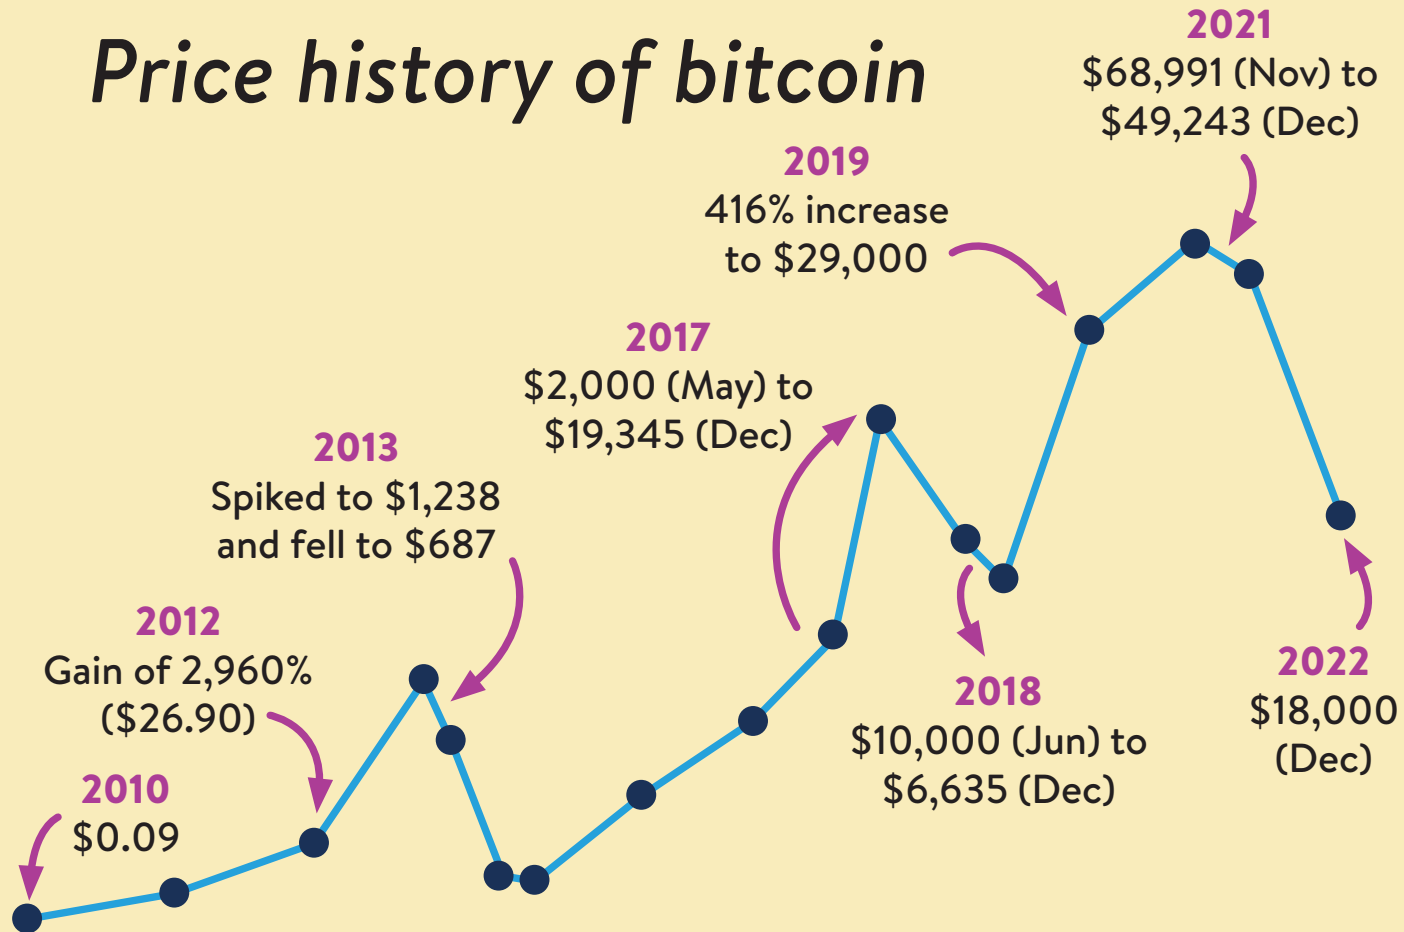 Price history of bitcoin
2010
$0.09
2012
Gain of 2,960%
($26.90)
2013
Spiked to $1,238
and fell to $687
2017
$2,000 (May) to
$19,345 (Dec)
2018
$10,000 (Jun) to
$6,635 (Dec)
2019
416% increase
to $29,000
2021
$68,991 (Nov) to
$49,243 (Dec)
2022
$18,000
(Dec)